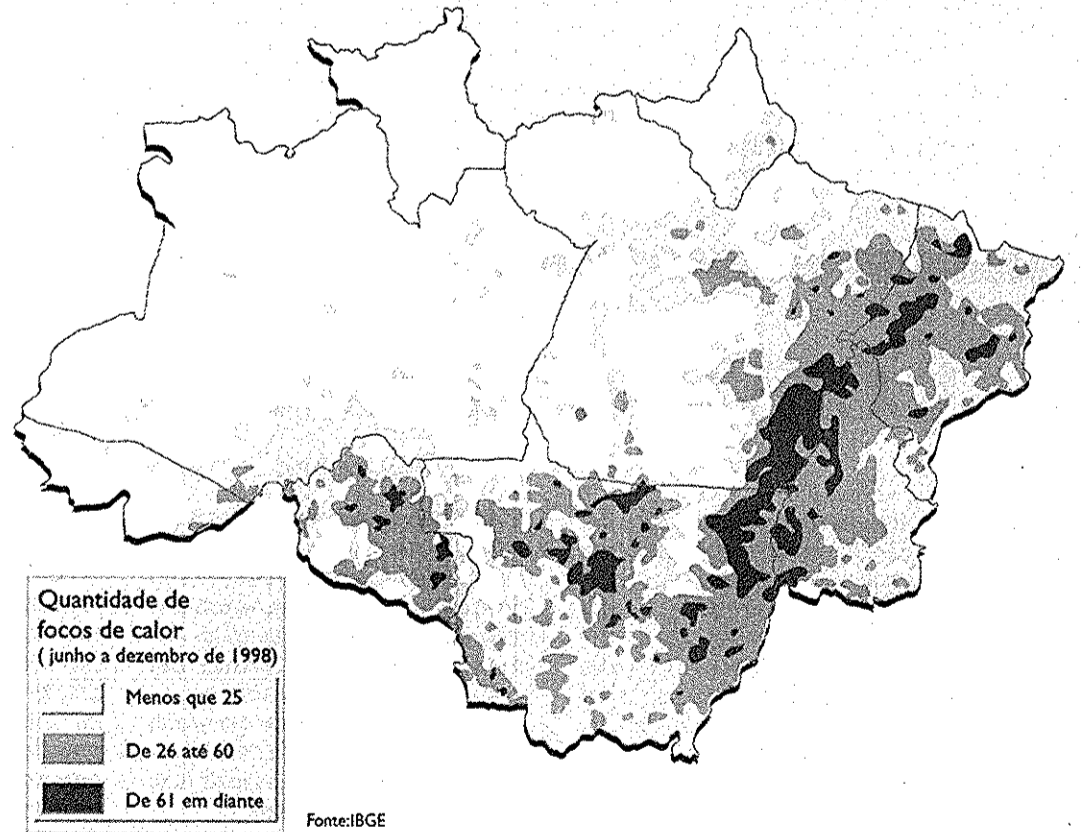 Quantidade de
focos de calor
( junho a dezembro de 1998)
Menos que 25
De 26 até 60
De 61 em diante
Fonte:IBGE